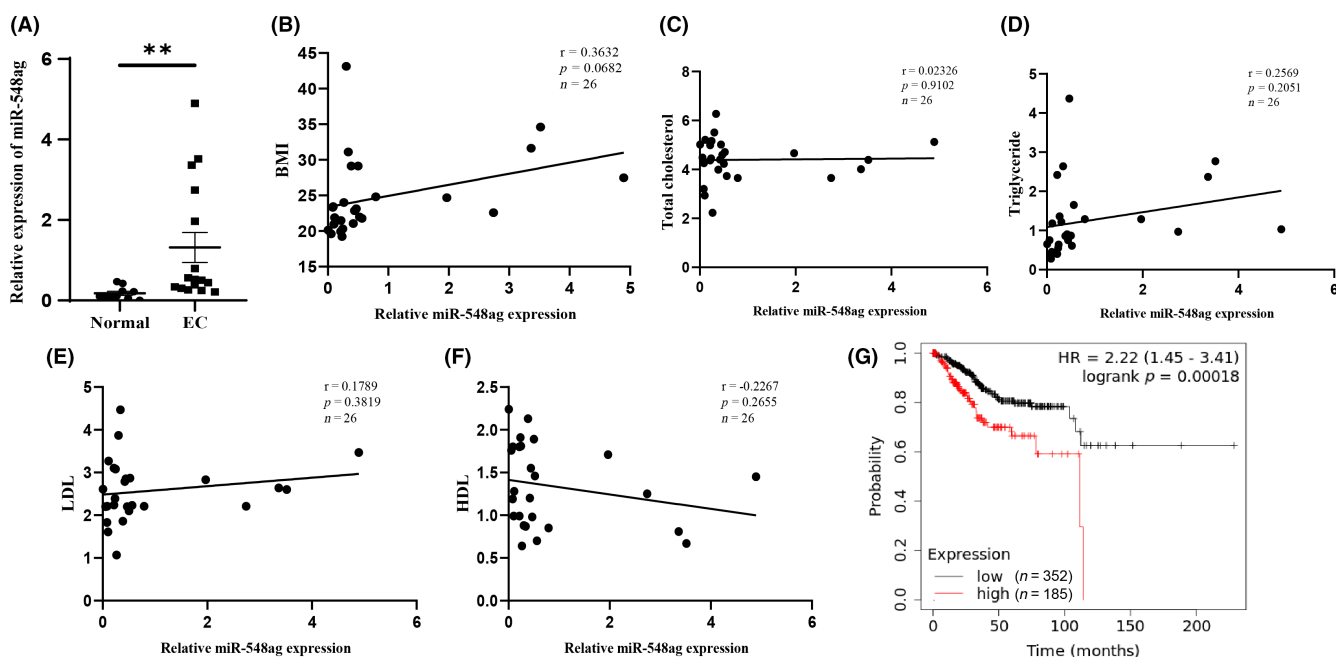 (A)
**
Relative expression of miR-548ag
6
4
2
0
Normal EC
(B)
r = 0.3632
p = 0.0682
n = 26
BMI
45
40
35
30
25
20
15
0 1 2 3 4 5
Relative miR-548ag expression
(C)
r = 0.02326
p = 0.9102
n = 26
Total cholesterol
8
6
4
2
0
0 2 4 6
Relative miR-548ag expression
(D)
r = 0.2569
p = 0.2051
n = 26
Triglyceride
5
4
3
2
1
0
0 2 4 6
Relative miR-548ag expression
(E)
r = 0.1789
p = 0.3819
n = 26
LDL
5
4
3
2
1
0
0 2 4 6
Relative miR-548ag expression
(F)
r = -0.2267
p = 0.2655
n = 26
HDL
2.5
2.0
1.5
1.0
0.5
0.0
0 2 4 6
Relative miR-548ag expression
(G)
HR = 2.22 (1.45 - 3.41)
logrank p = 0.00018
Probability
1.0
0.8
0.6
0.4
0.2
0.0
Expression
low (n = 352)
high (n = 185)
0 50 100 150 200
Time (months)